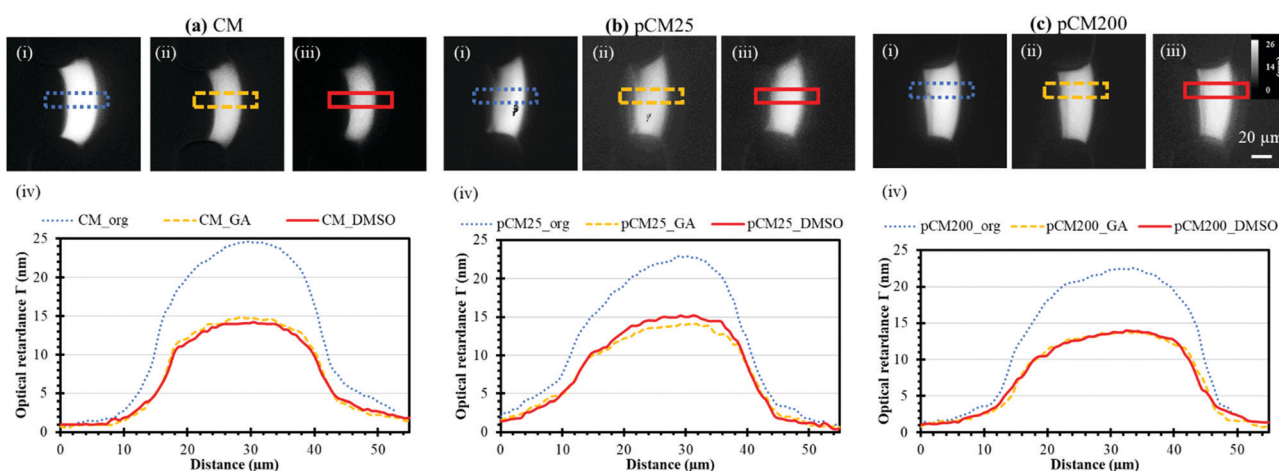 (a) CM
(i)
(ii)
(iii)
(iv)
CM_org
CM_GA
CM_DMSO
Optical retardance Γ (nm)
25
20
15
10
5
0
0 10 20 30 40 50
Distance (µm)
(b) pCM25
(i)
(ii)
(iii)
(iv)
pCM25_org
pCM25_GA
pCM25_DMSO
Optical retardance Γ (nm)
25
20
15
10
5
0
0 10 20 30 40 50
Distance (µm)
(c) pCM200
(i)
(ii)
(iii)
26
14
0
20 µm
(iv)
pCM200_org
pCM200_GA
pCM200_DMSO
Optical retardance Γ (nm)
25
20
15
10
5
0
0 10 20 30 40 50
Distance (µm)